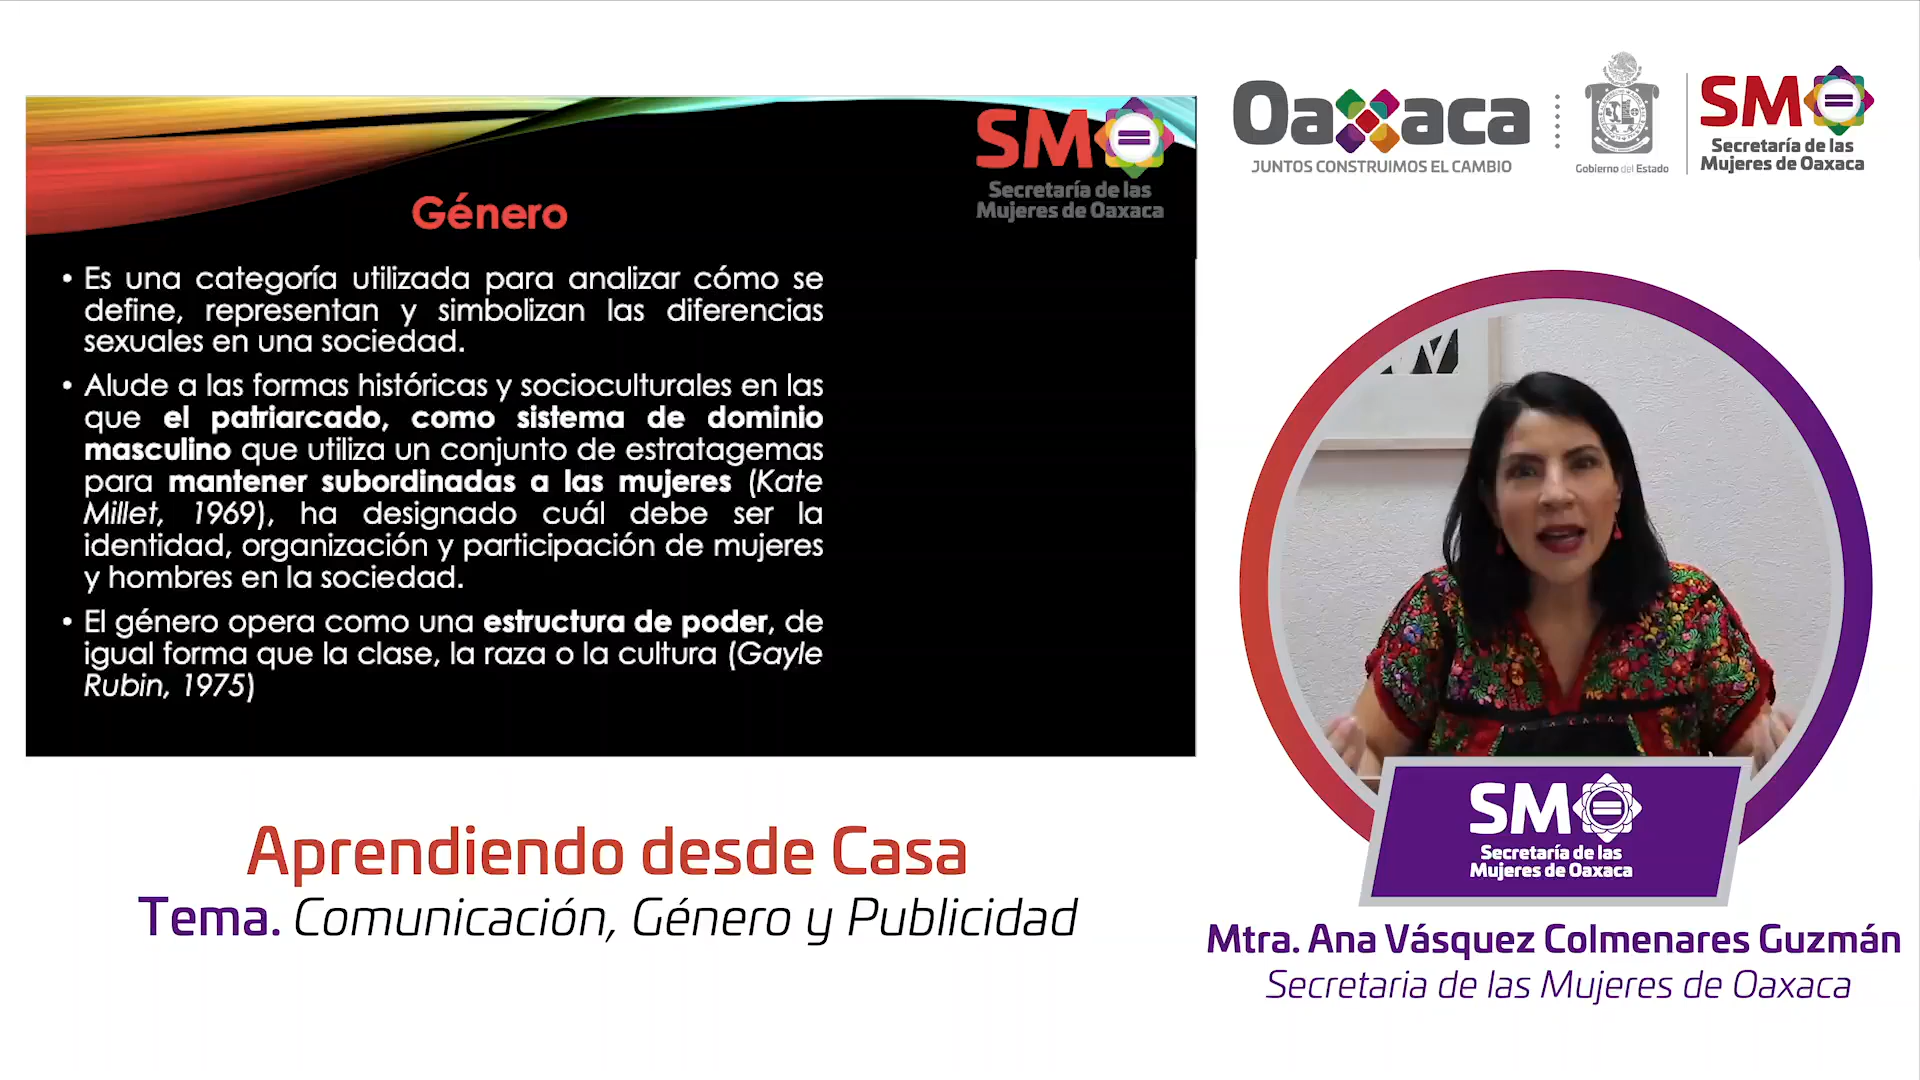 SM
Secretaría de las
Mujeres de Oaxaca
Género
• Es una categoría utilizada para analizar cómo se
define, representan y simbolizan las diferencias
sexuales en una sociedad.
• Alude a las formas históricas y socioculturales en las
que el patriarcado, como sistema de dominio
masculino que utiliza un conjunto de estratagemas
para mantener subordinadas a las mujeres (Kate
Millet, 1969), ha designado cuál debe ser la
identidad, organización y participación de mujeres
y hombres en la sociedad.
• El género opera como una estructura de poder, de
igual forma que la clase, la raza o la cultura (Gayle
Rubin, 1975)
Oaxaca
JUNTOS CONSTRUIMOS EL CAMBIO
Gobierno del Estado
SM
Secretaría de las
Mujeres de Oaxaca
SM
Secretaría de las
Mujeres de Oaxaca
Aprendiendo desde Casa
Tema. Comunicación, Género y Publicidad
Mtra. Ana Vásquez Colmenares Guzmán
Secretaria de las Mujeres de Oaxaca